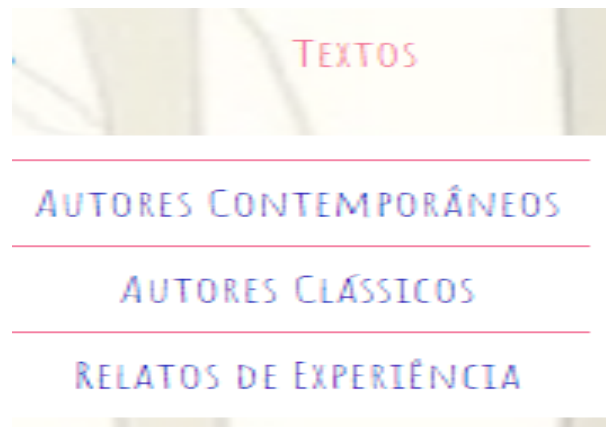 Textos
Autores Contemporâneos
Autores Clássicos
Relatos de Experiência